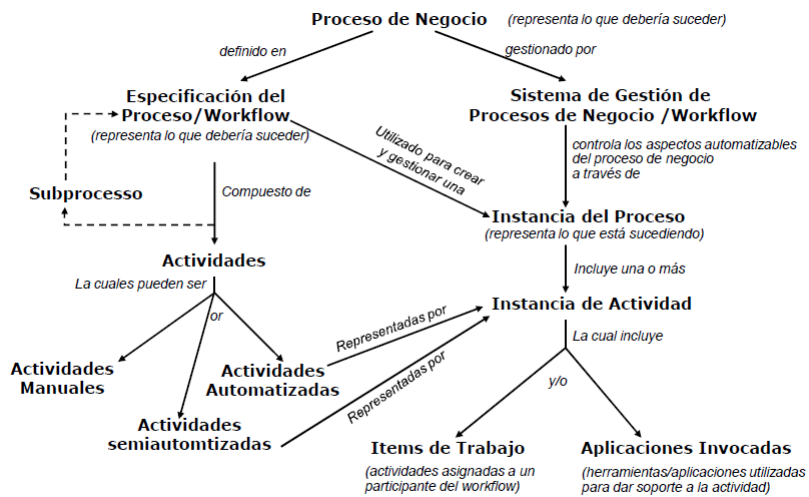 Proceso de Negocio (representa lo que debería suceder)
definido en
gestionado por
Especificación del
Proceso/Workflow
(representa lo que debería suceder)
Sistema de Gestión de
Procesos de Negocio /Workflow
Utilizado para crear
y gestionar una
controla los aspectos automatizables
del proceso de negocio
a través de
Subprocesso
Compuesto de
Instancia del Proceso
(representa lo que está sucediendo)
Actividades
Incluye una o más
La cuales pueden ser
Instancia de Actividad
or
Representadas por
La cual incluye
Actividades
Manuales
Actividades
Automatizadas
Representadas por
y/o
Actividades
semiautomtizadas
Items de Trabajo
(actividades asignadas a un
participante del workflow)
Aplicaciones Invocadas
(herramientas/aplicaciones utilizadas
para dar soporte a la actividad)